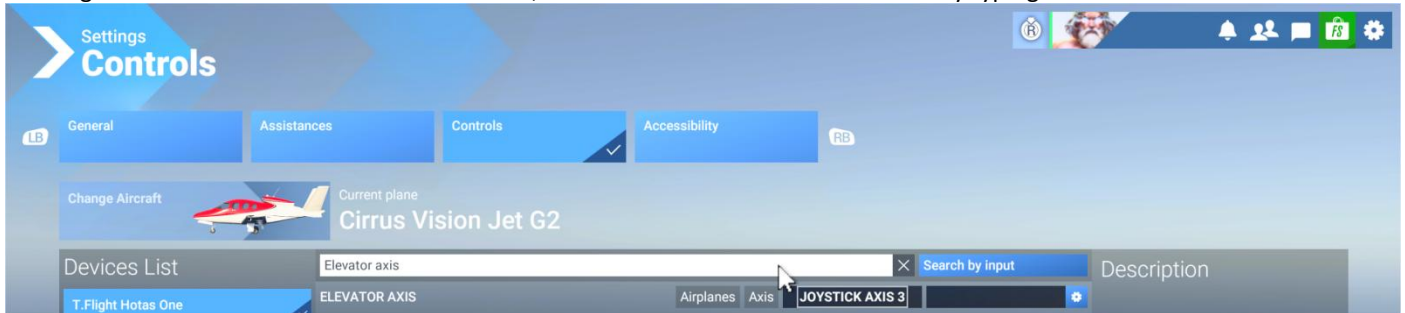 Settings
Controls
R
FS
LB
General
Assistances
Controls
Accessibility
RB
Change Aircraft
Current plane
Cirrus Vision Jet G2
Devices List
Elevator axis
Search by input
Description
T.Flight Hotas One
ELEVATOR AXIS
Airplanes
Axis
JOYSTICK AXIS 3